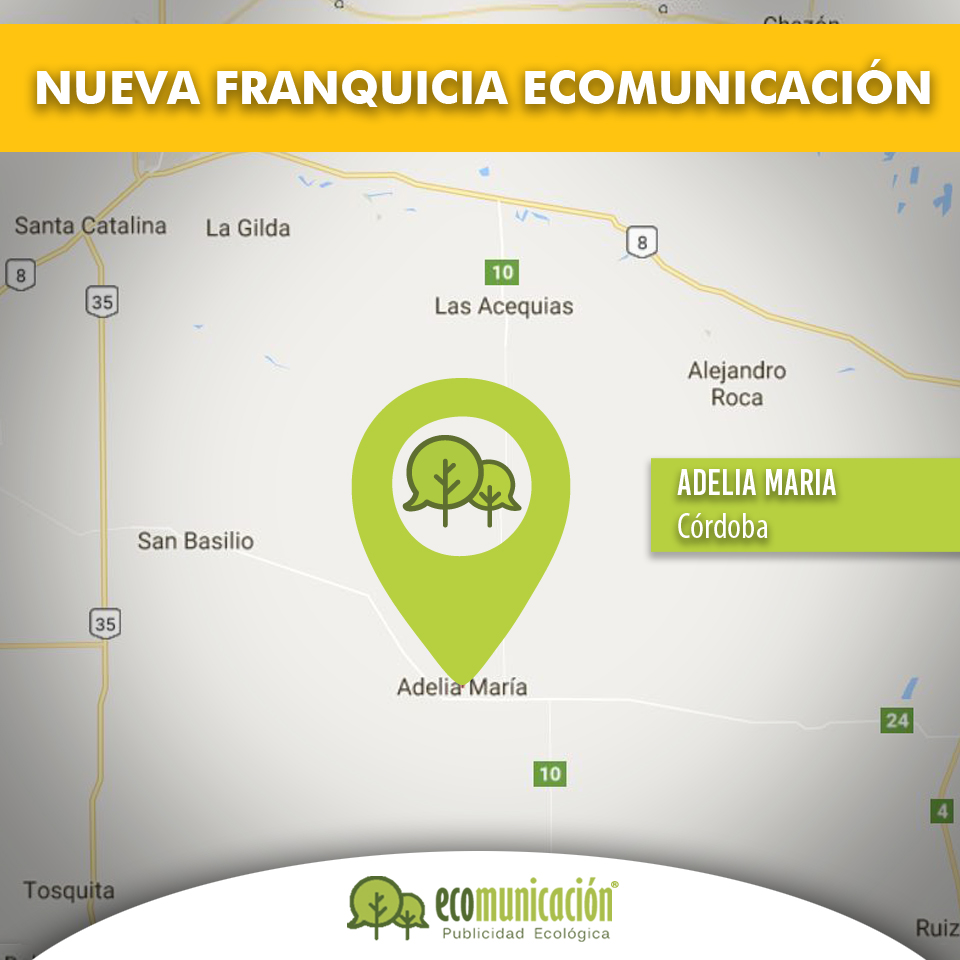 Chazón
NUEVA FRANQUICIA ECOMUNICACIÓN
Santa Catalina
La Gilda
8
8
10
35
Las Acequias
Alejandro
Roca
ADELIA MARIA
Córdoba
San Basilio
35
Adelia María
24
10
4
Tosquita
ecomunicación®
Publicidad Ecológica
Ruiz